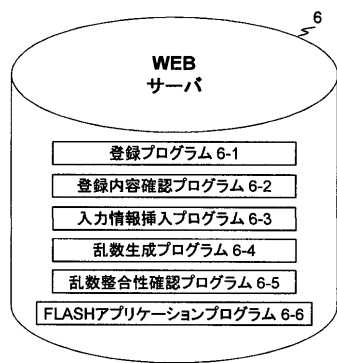 6
WEB
サーバ
登録プログラム 6-1
登録内容確認プログラム 6-2
入力情報挿入プログラム 6-3
乱数生成プログラム 6-4
乱数整合性確認プログラム 6-5
FLASHアプリケーションプログラム 6-6